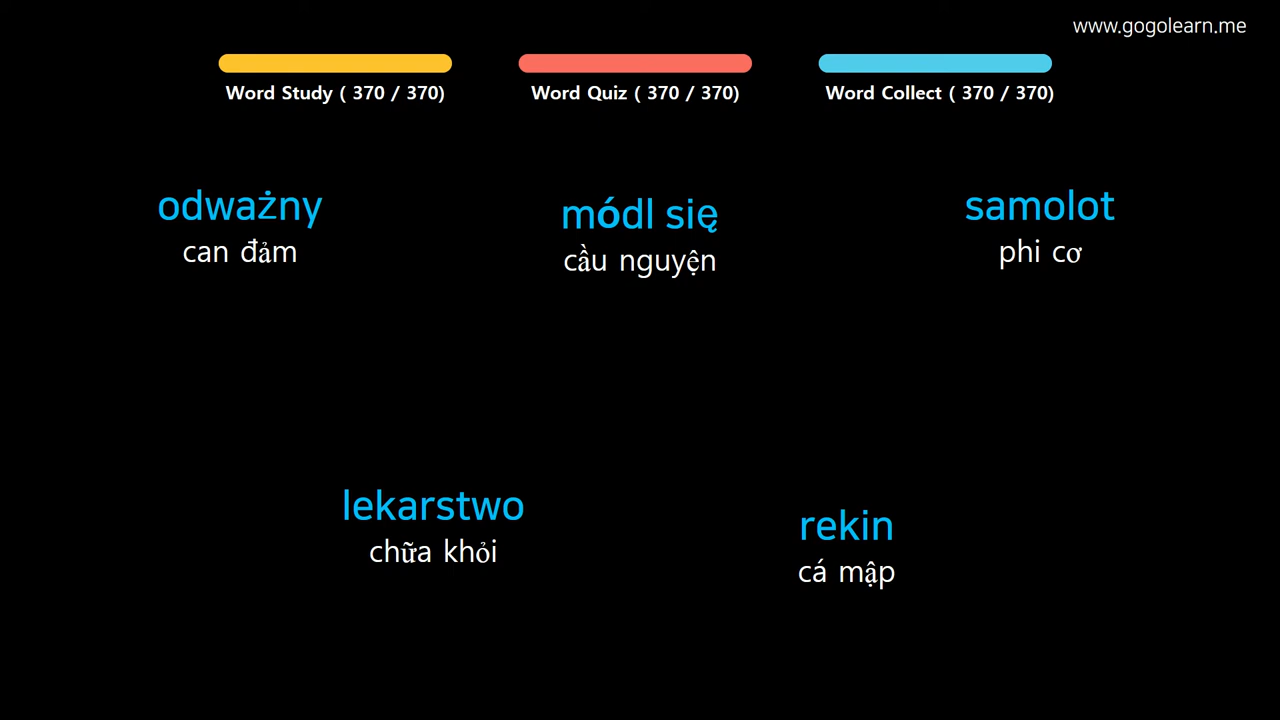 www.gogolearn.me
Word Study ( 370 / 370)
Word Quiz ( 370 / 370)
Word Collect ( 370 / 370)
odważny
can đảm
módl się
cầu nguyện
samolot
phi cơ
lekarstwo
chữa khỏi
rekin
cá mập